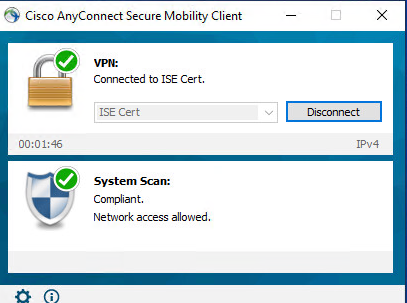 Cisco AnyConnect Secure Mobility Client
VPN:
Connected to ISE Cert.
ISE Cert
Disconnect
00:01:46
IPv4
System Scan:
Compliant.
Network access allowed.